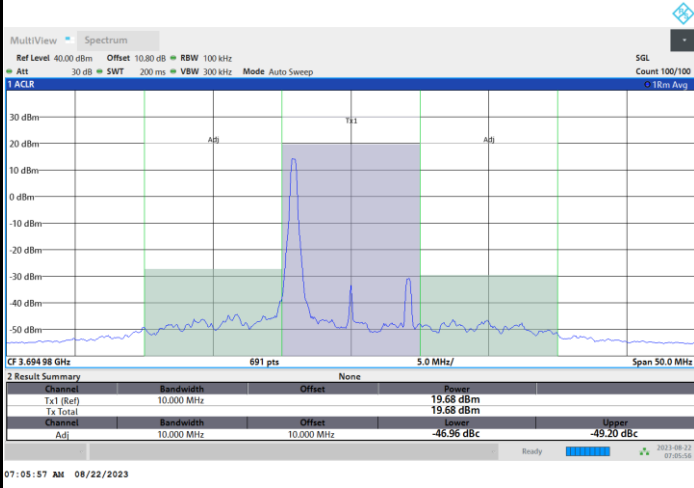 MultiView Spectrum
Ref Level 40.00 dBm Offset 10.80 dB RBW 100 kHz SGL
Att 30 dB SWT 200 ms VBW 300 kHz Mode Auto Sweep Count 100/100
1 ACLR 1Rm Avg
30 dBm
Tx1
20 dBm
Adj Adj
10 dBm
0 dBm
-10 dBm
-20 dBm
-30 dBm
-40 dBm
-50 dBm
CF 3.694 98 GHz 691 pts 5.0 MHz/ Span 50.0 MHz
2 Result Summary None
Channel Bandwidth Offset Power
Tx1 (Ref) 10.000 MHz 19.68 dBm
Tx Total 19.68 dBm
Channel Bandwidth Offset Lower Upper
Adj 10.000 MHz 10.000 MHz -46.96 dBc -49.20 dBc
Ready 2023-08-22
07:05:56
07:05:57 AM 08/22/2023